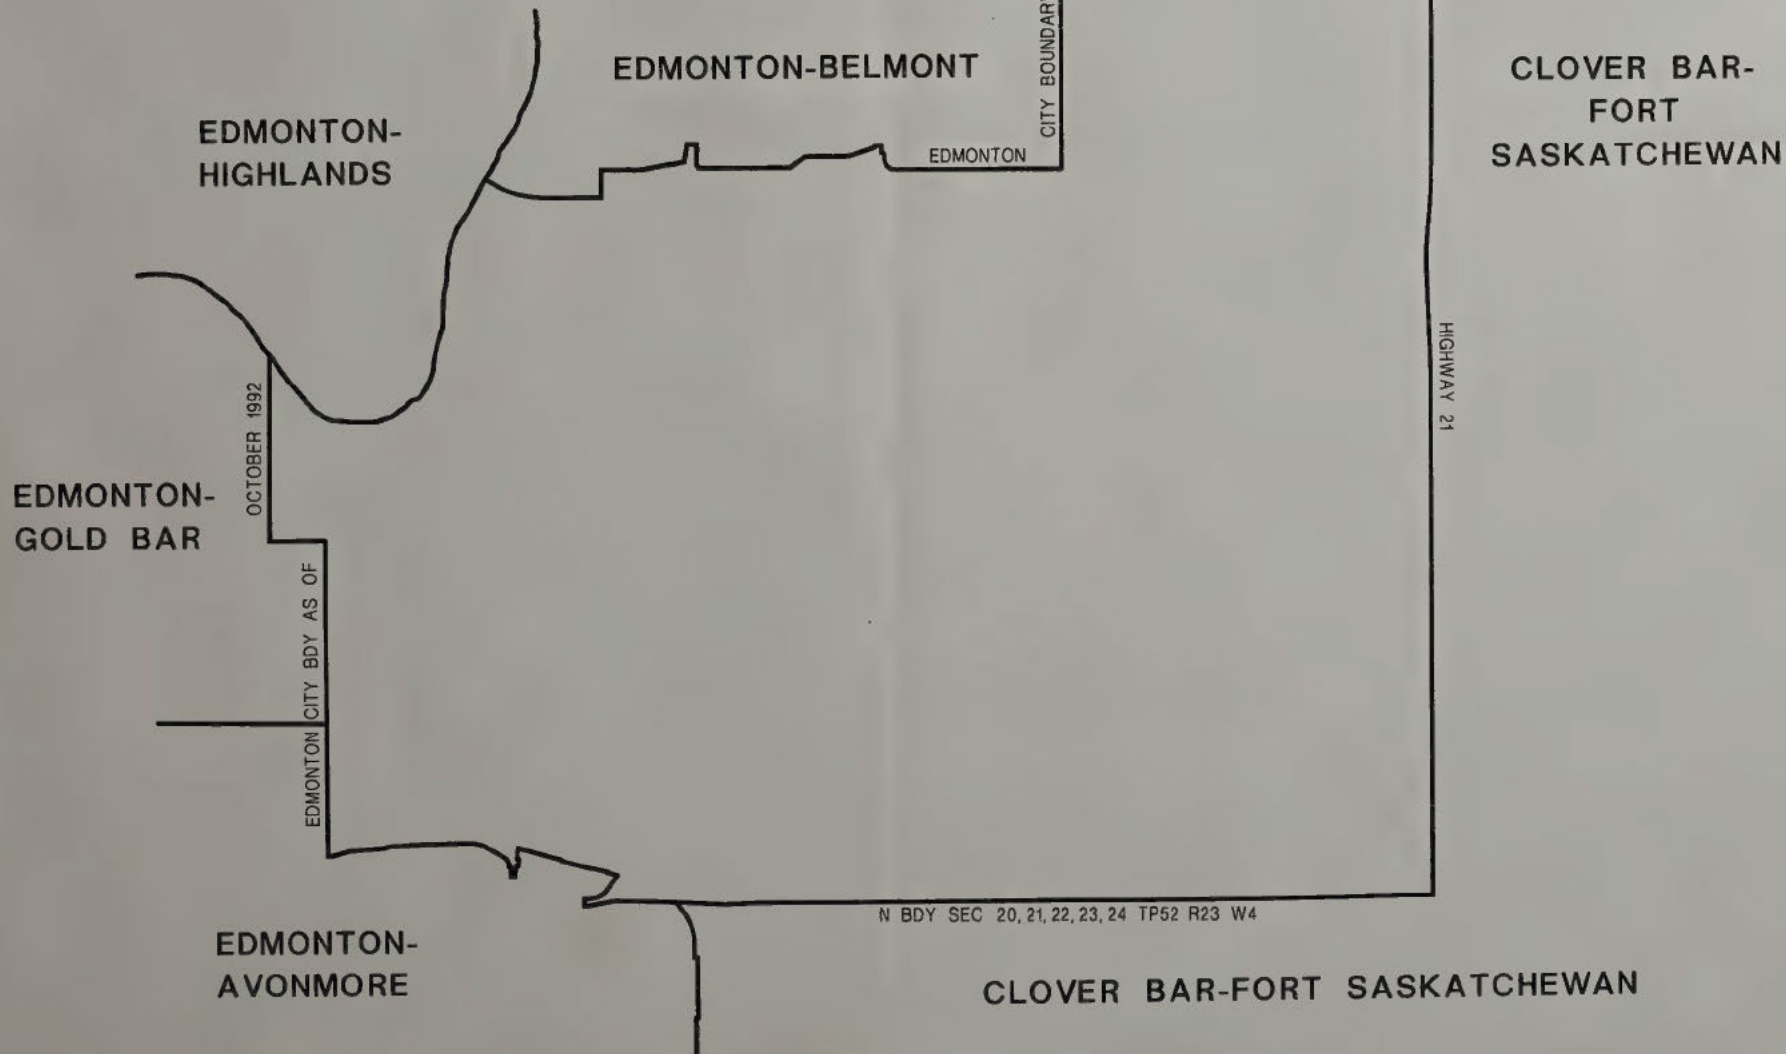 CITY BOUNDARY
EDMONTON-BELMONT
CLOVER BAR-
FORT
SASKATCHEWAN
EDMONTON-
HIGHLANDS
EDMONTON
HIGHWAY 21
OCTOBER 1992
EDMONTON-
GOLD BAR
EDMONTON CITY BDY AS OF
N BDY SEC 20, 21, 22, 23, 24 TP52 R23 W4
EDMONTON-
AVONMORE
CLOVER BAR-FORT SASKATCHEWAN